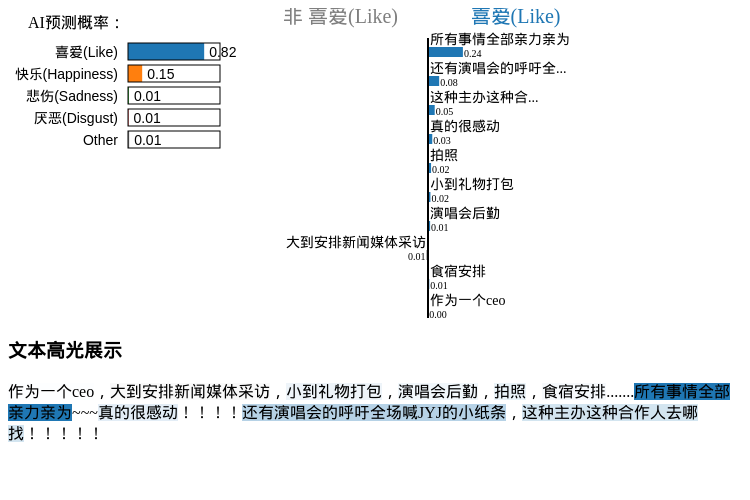 AI预测概率：
喜爱(Like) 0.82
快乐(Happiness) 0.15
悲伤(Sadness) 0.01
厌恶(Disgust) 0.01
Other 0.01
非 喜爱(Like) 喜爱(Like)
所有事情全部亲力亲为
0.24
还有演唱会的呼吁全...
0.08
这种主办这种合...
0.05
真的很感动
0.03
拍照
0.02
小到礼物打包
0.02
演唱会后勤
0.01
大到安排新闻媒体采访
0.01
食宿安排
0.01
作为一个ceo
0.00
文本高光展示
作为一个ceo，大到安排新闻媒体采访，小到礼物打包，演唱会后勤，拍照，食宿安排.......所有事情全部
亲力亲为~~~真的很感动！！！！还有演唱会的呼吁全场喊JYJ的小纸条，这种主办这种合作人去哪
找！！！！！